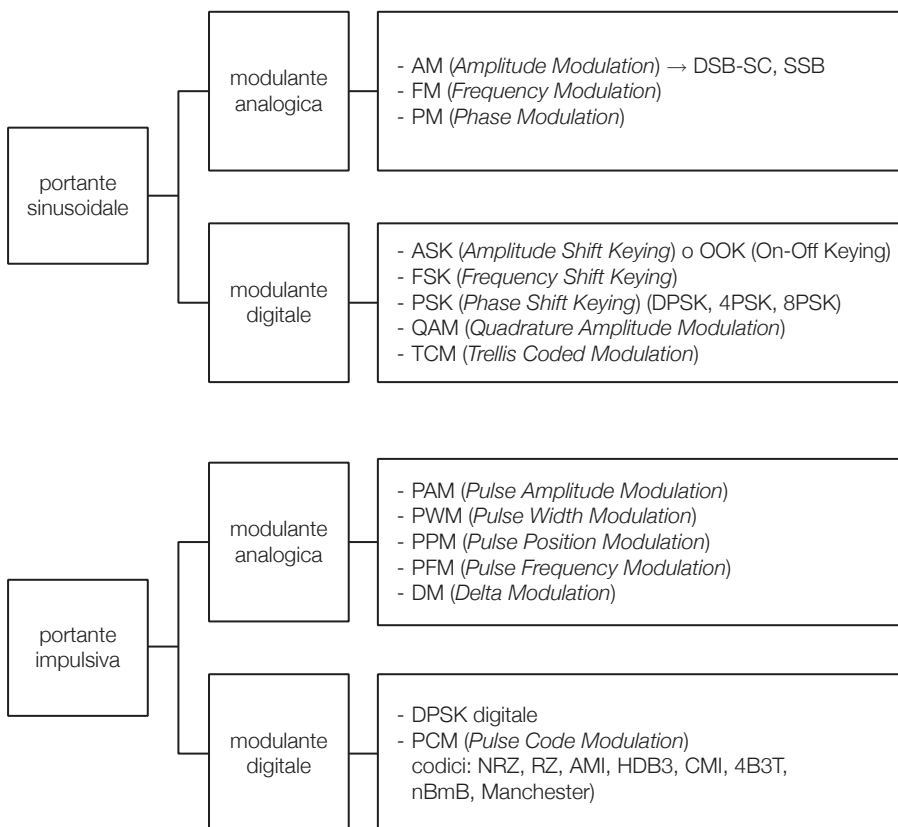 portante
sinusoidale
modulante
analogica
- AM (Amplitude Modulation) → DSB-SC, SSB
- FM (Frequency Modulation)
- PM (Phase Modulation)
modulante
digitale
- ASK (Amplitude Shift Keying) o OOK (On-Off Keying)
- FSK (Frequency Shift Keying)
- PSK (Phase Shift Keying) (DPSK, 4PSK, 8PSK)
- QAM (Quadrature Amplitude Modulation)
- TCM (Trellis Coded Modulation)
portante
impulsiva
modulante
analogica
- PAM (Pulse Amplitude Modulation)
- PWM (Pulse Width Modulation)
- PPM (Pulse Position Modulation)
- PFM (Pulse Frequency Modulation)
- DM (Delta Modulation)
modulante
digitale
- DPSK digitale
- PCM (Pulse Code Modulation)
codici: NRZ, RZ, AMI, HDB3, CMI, 4B3T,
nBmB, Manchester)